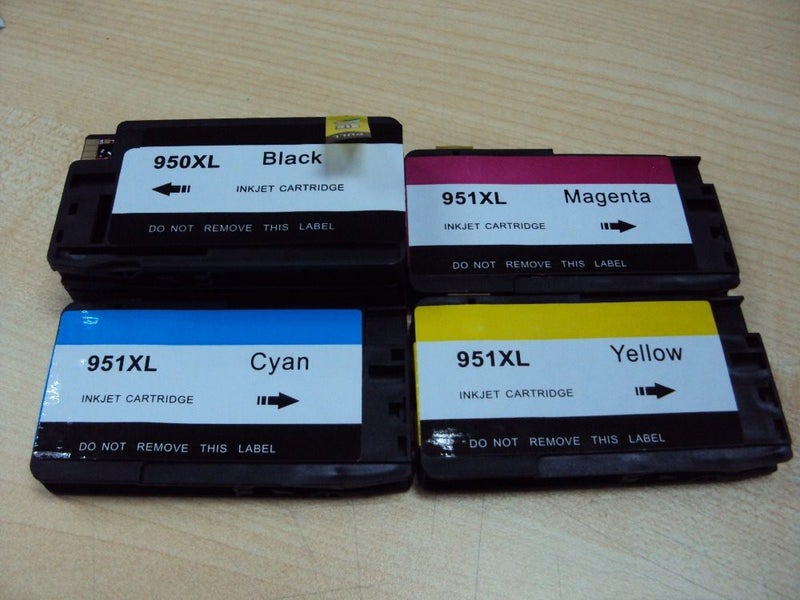 950XL Black
INKJET CARTRIDGE
DO NOT REMOVE THIS LABEL
PULL
951XL Magenta
INKJET CARTRIDGE
DO NOT REMOVE THIS LABEL
951XL Cyan
INKJET CARTRIDGE
DO NOT REMOVE THIS LABEL
951XL Yellow
INKJET CARTRIDGE
DO NOT REMOVE THIS LABEL